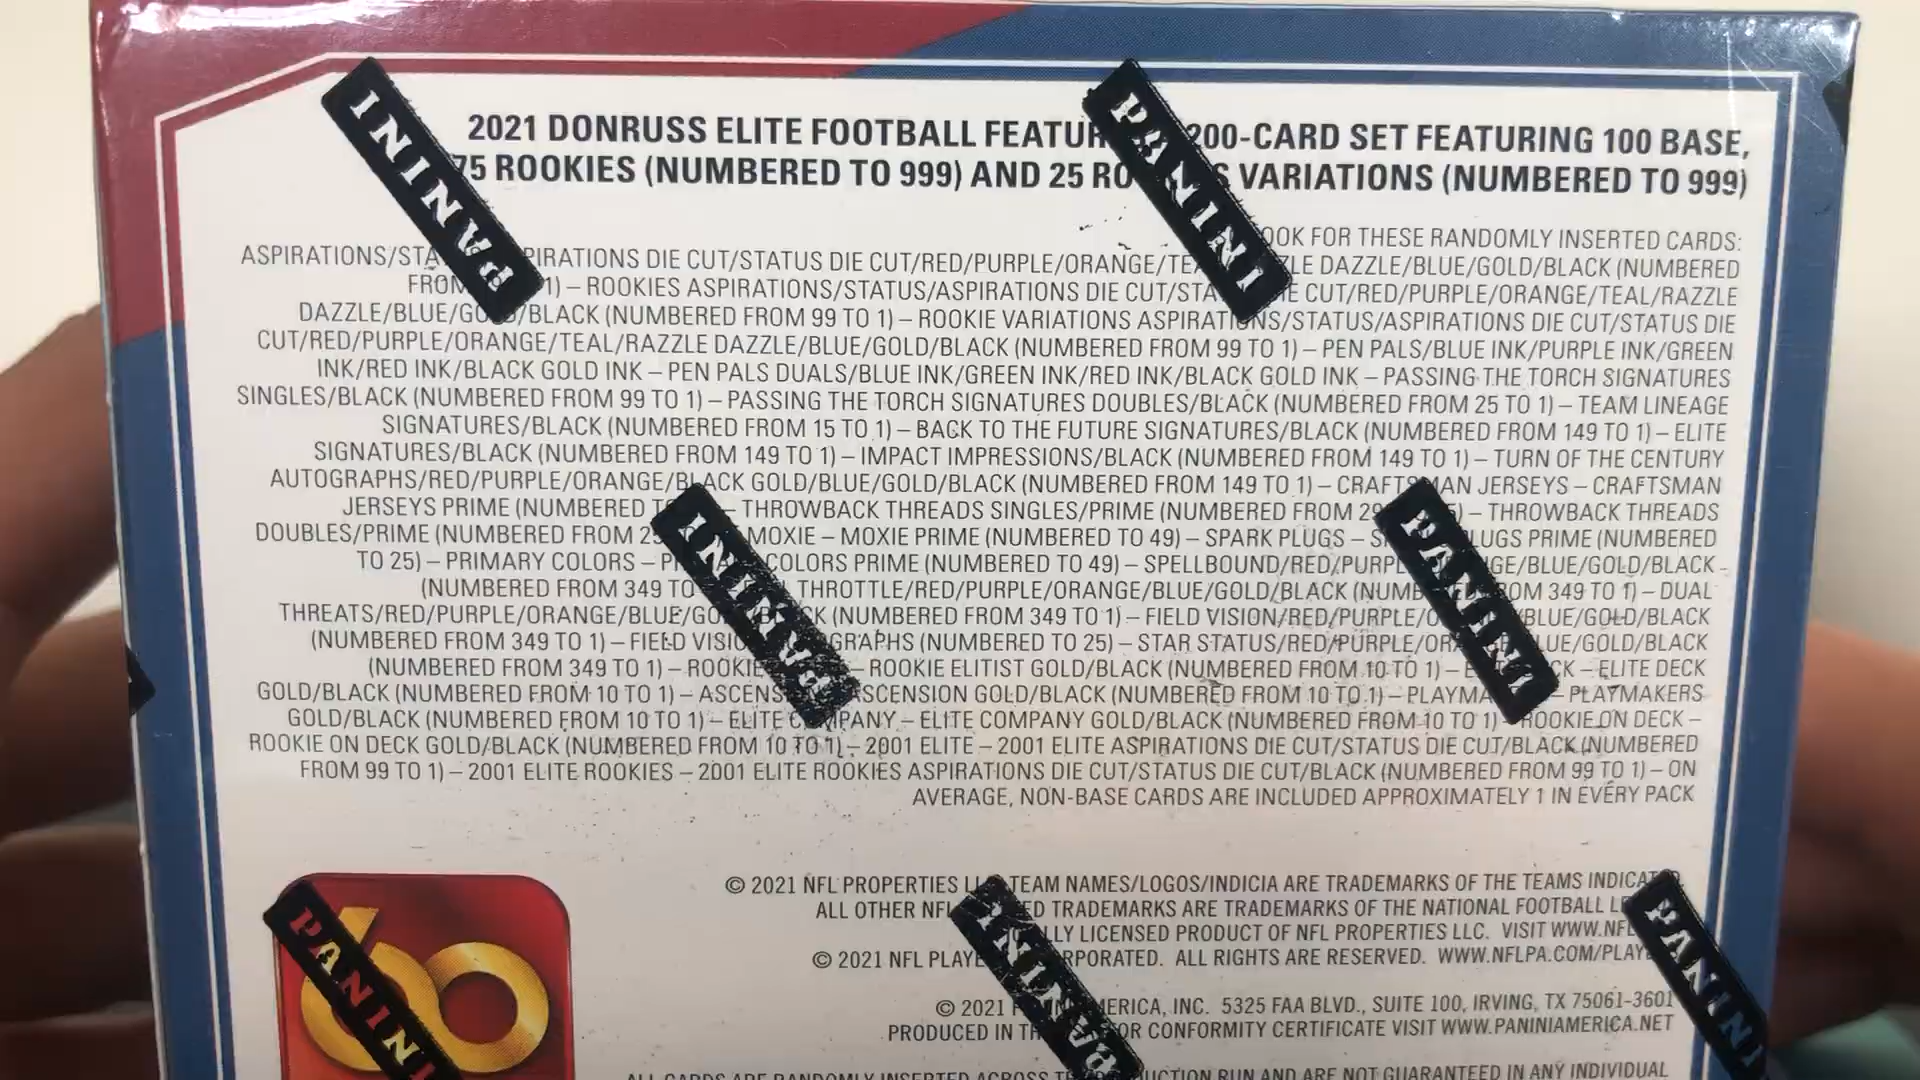 2021 DONRUSS ELITE FOOTBALL 200-CARD SET FEATURING 100 BASE,
75 ROOKIES (NUMBERED TO 999) AND 25 VARIATIONS (NUMBERED TO 999)
FOR THESE RANDOMLY INSERTED CARDS:
DIE CUT/STATUS DIE CUT/RED/PURPLE/ORANGE/ DAZZLE/BLUE/GOLD/BLACK (NUMBERED
1) – ROOKIES ASPIRATIONS/STATUS/ASPIRATIONS DIE CUT/ CUT/RED/PURPLE/ORANGE/TEAL/RAZZLE
DAZZLE/BLUE/ /BLACK (NUMBERED FROM 99 TO 1) – ROOKIE VARIATIONS ASPIRATIONS/STATUS/ASPIRATIONS DIE CUT/STATUS DIE
CUT/RED/PURPLE/ORANGE/TEAL/RAZZLE DAZZLE/BLUE/GOLD/BLACK (NUMBERED FROM 99 TO 1) – PEN PALS/BLUE INK/PURPLE INK/GREEN
INK/RED INK/BLACK GOLD INK – PEN PALS DUALS/BLUE INK/GREEN INK/RED INK/BLACK GOLD INK – PASSING THE TORCH SIGNATURES
SINGLES/BLACK (NUMBERED FROM 99 TO 1) – PASSING THE TORCH SIGNATURES DOUBLES/BLACK (NUMBERED FROM 25 TO 1) – TEAM LINEAGE
SIGNATURES/BLACK (NUMBERED FROM 15 TO 1) – BACK TO THE FUTURE SIGNATURES/BLACK (NUMBERED FROM 149 TO 1) – ELITE
SIGNATURES/BLACK (NUMBERED FROM 149 TO 1) – IMPACT IMPRESSIONS/BLACK (NUMBERED FROM 149 TO 1) – TURN OF THE CENTURY
AUTOGRAPHS/RED/PURPLE/ORANGE/BLACK GOLD/BLUE/GOLD/BLACK (NUMBERED FROM 149 TO 1) – CRAFTSMAN JERSEYS – CRAFTSMAN
JERSEYS PRIME (NUMBERED – THROWBACK THREADS SINGLES/PRIME (NUMBERED FROM – THROWBACK THREADS
DOUBLES/PRIME (NUMBERED FROM MOXIE – MOXIE PRIME (NUMBERED TO 49) – SPARK PLUGS – PRIME (NUMBERED
TO 25) – PRIMARY COLORS – COLORS PRIME (NUMBERED TO 49) – SPELLBOUND/RED/PURPLE /BLUE/GOLD/BLACK
(NUMBERED FROM 349 TO THROTTLE/RED/PURPLE/ORANGE/BLUE/GOLD/BLACK (NUMBERED FROM 349 TO 1) – DUAL
THREATS/RED/PURPLE/ORANGE/BLUE/ (NUMBERED FROM 349 TO 1) – FIELD VISION/RED/PURPLE/ BLUE/GOLD/BLACK
(NUMBERED FROM 349 TO 1) – FIELD (NUMBERED TO 25) – STAR STATUS/RED/PURPLE/ BLUE/GOLD/BLACK
(NUMBERED FROM 349 TO 1) – – ROOKIE ELITIST GOLD/BLACK (NUMBERED FROM 10 TO 1) – – ELITE DECK
GOLD/BLACK (NUMBERED FROM 10 TO 1) – ASCENSION GOLD/BLACK (NUMBERED FROM 10 TO 1) – – PLAYMAKERS
GOLD/BLACK (NUMBERED FROM 10 TO 1) – ELITE COMPANY – ELITE COMPANY GOLD/BLACK (NUMBERED FROM 10 TO 1) – ROOKIE ON DECK –
ROOKIE ON DECK GOLD/BLACK (NUMBERED FROM 10 TO 1) – 2001 ELITE – 2001 ELITE ASPIRATIONS DIE CUT/STATUS DIE CUT/BLACK (NUMBERED
FROM 99 TO 1) – 2001 ELITE ROOKIES – 2001 ELITE ROOKIES ASPIRATIONS DIE CUT/STATUS DIE CUT/BLACK (NUMBERED FROM 99 TO 1) – ON
AVERAGE, NON-BASE CARDS ARE INCLUDED APPROXIMATELY 1 IN EVERY PACK
© 2021 NFL PROPERTIES TEAM NAMES/LOGOS/INDICIA ARE TRADEMARKS OF THE TEAMS
ALL OTHER NFL TRADEMARKS ARE TRADEMARKS OF THE NATIONAL FOOTBALL
LICENSED PRODUCT OF NFL PROPERTIES LLC. VISIT
© 2021 NFL ALL RIGHTS ARE RESERVED.
© 2021 INC. 5325 FAA BLVD., SUITE 100, IRVING, TX 75061-3601
PRODUCED IN CONFORMITY CERTIFICATE VISIT WWW.PANINIAMERICA.NET
ALL CARDS ARE RANDOMLY INSERTED ACROSS RUN AND ARE NOT GUARANTEED IN ANY INDIVIDUAL
60
PANINI
PANINI
PANINI
PANINI
PANINI
PANINI
PANINI